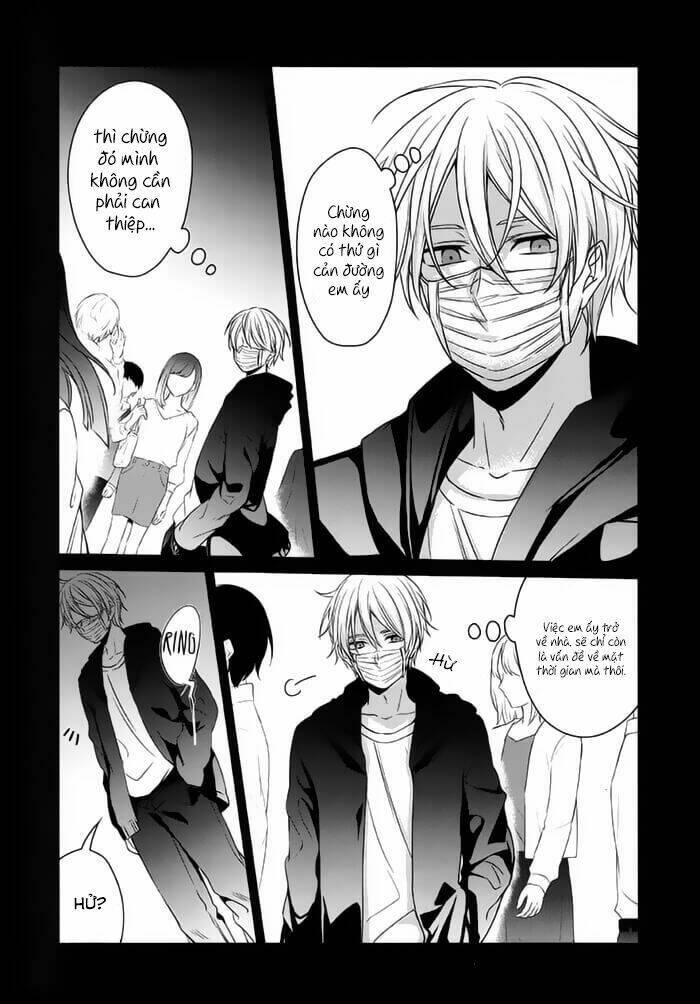 Chừng
nào không
có thứ gì
cản đường
em ấy
thì chừng
đó mình
không cần
phải can
thiệp...
Việc em ấy trở
về nhà, sẽ chỉ còn
là vấn đề về mặt
thời gian mà thôi.
Hừ
RING
HỬ?